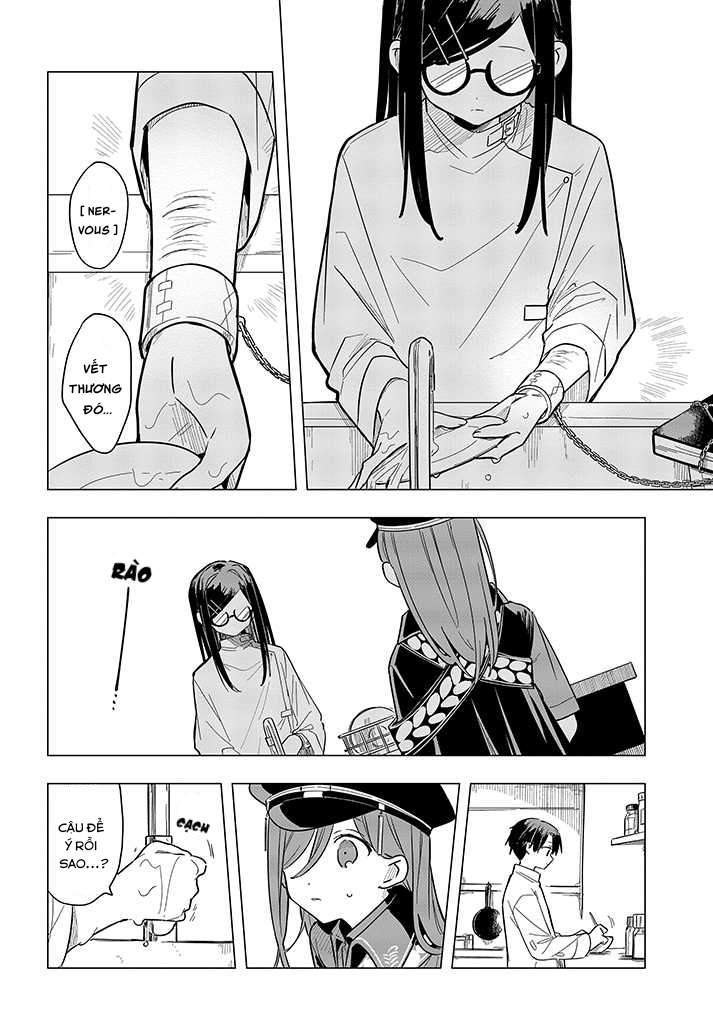 [ NER-
VOUS ]
VẾT
THƯƠNG
ĐÓ...
RÀO
CẬU ĐỂ
Ý RỒI
SAO...?
CẠCH